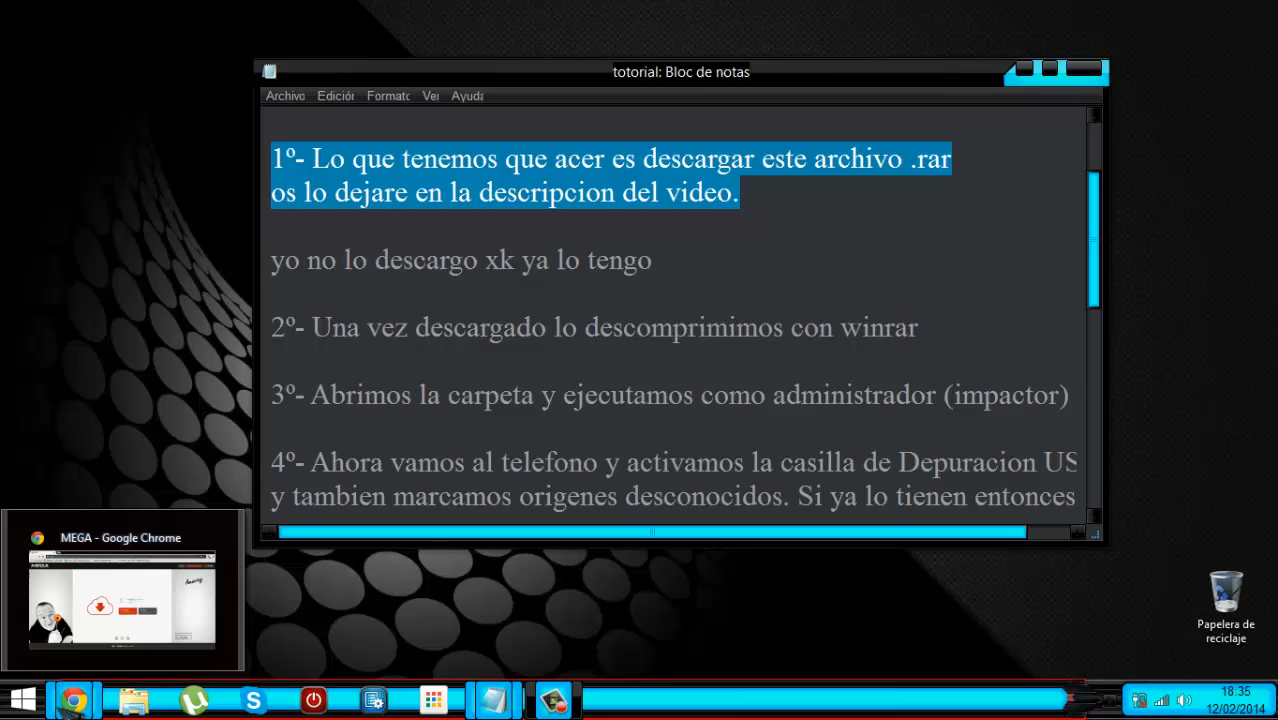 totorial: Bloc de notas
Archivo Edición Formato Ver Ayuda
1º- Lo que tenemos que acer es descargar este archivo .rar
os lo dejare en la descripcion del video.
yo no lo descargo xk ya lo tengo
2º- Una vez descargado lo descomprimimos con winrar
3º- Abrimos la carpeta y ejecutamos como administrador (impactor)
4º- Ahora vamos al telefono y activamos la casilla de Depuracion US
y tambien marcamos origenes desconocidos. Si ya lo tienen entonces
MEGA - Google Chrome
MEGA
Papelera de
reciclaje
18:35
12/02/2014